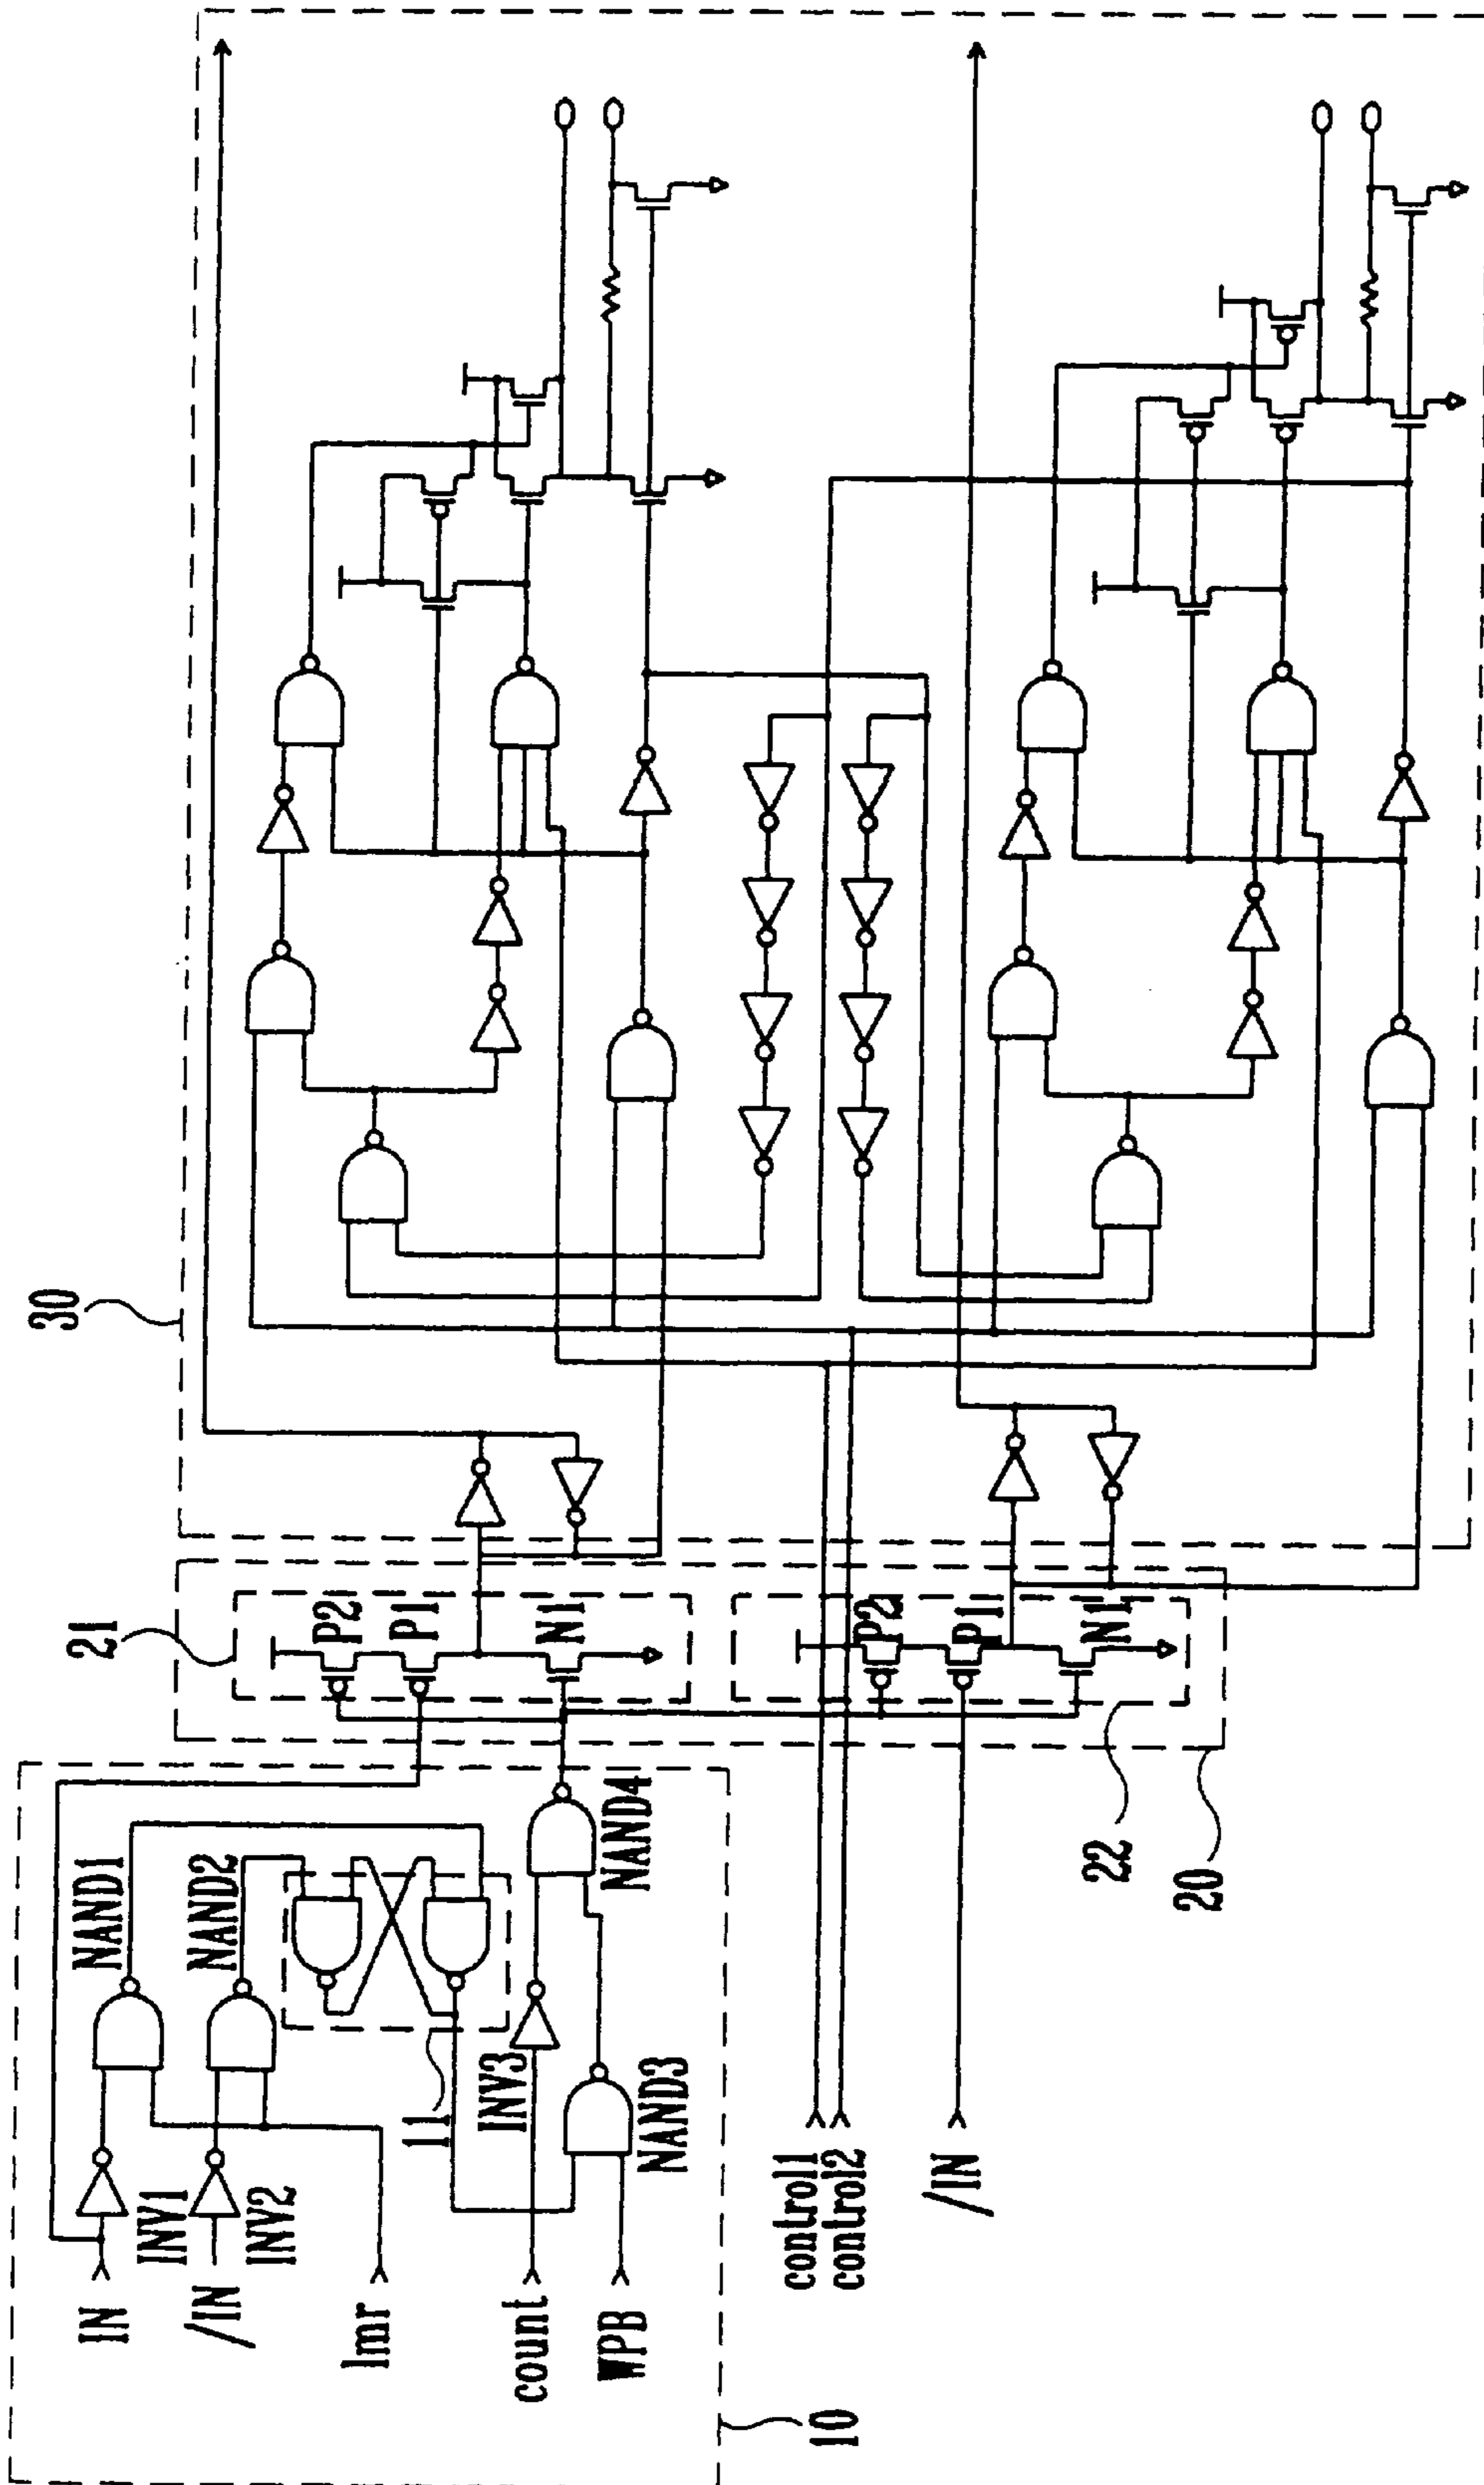 30
21
P2
P1
N1
P2
P1
N1
22
20
NAND1
NAND2
NAND4
11
INV3
NAND3
INV1
INV2
IN
/IN
lmr
count
WPB
10
control1
control2
/IN